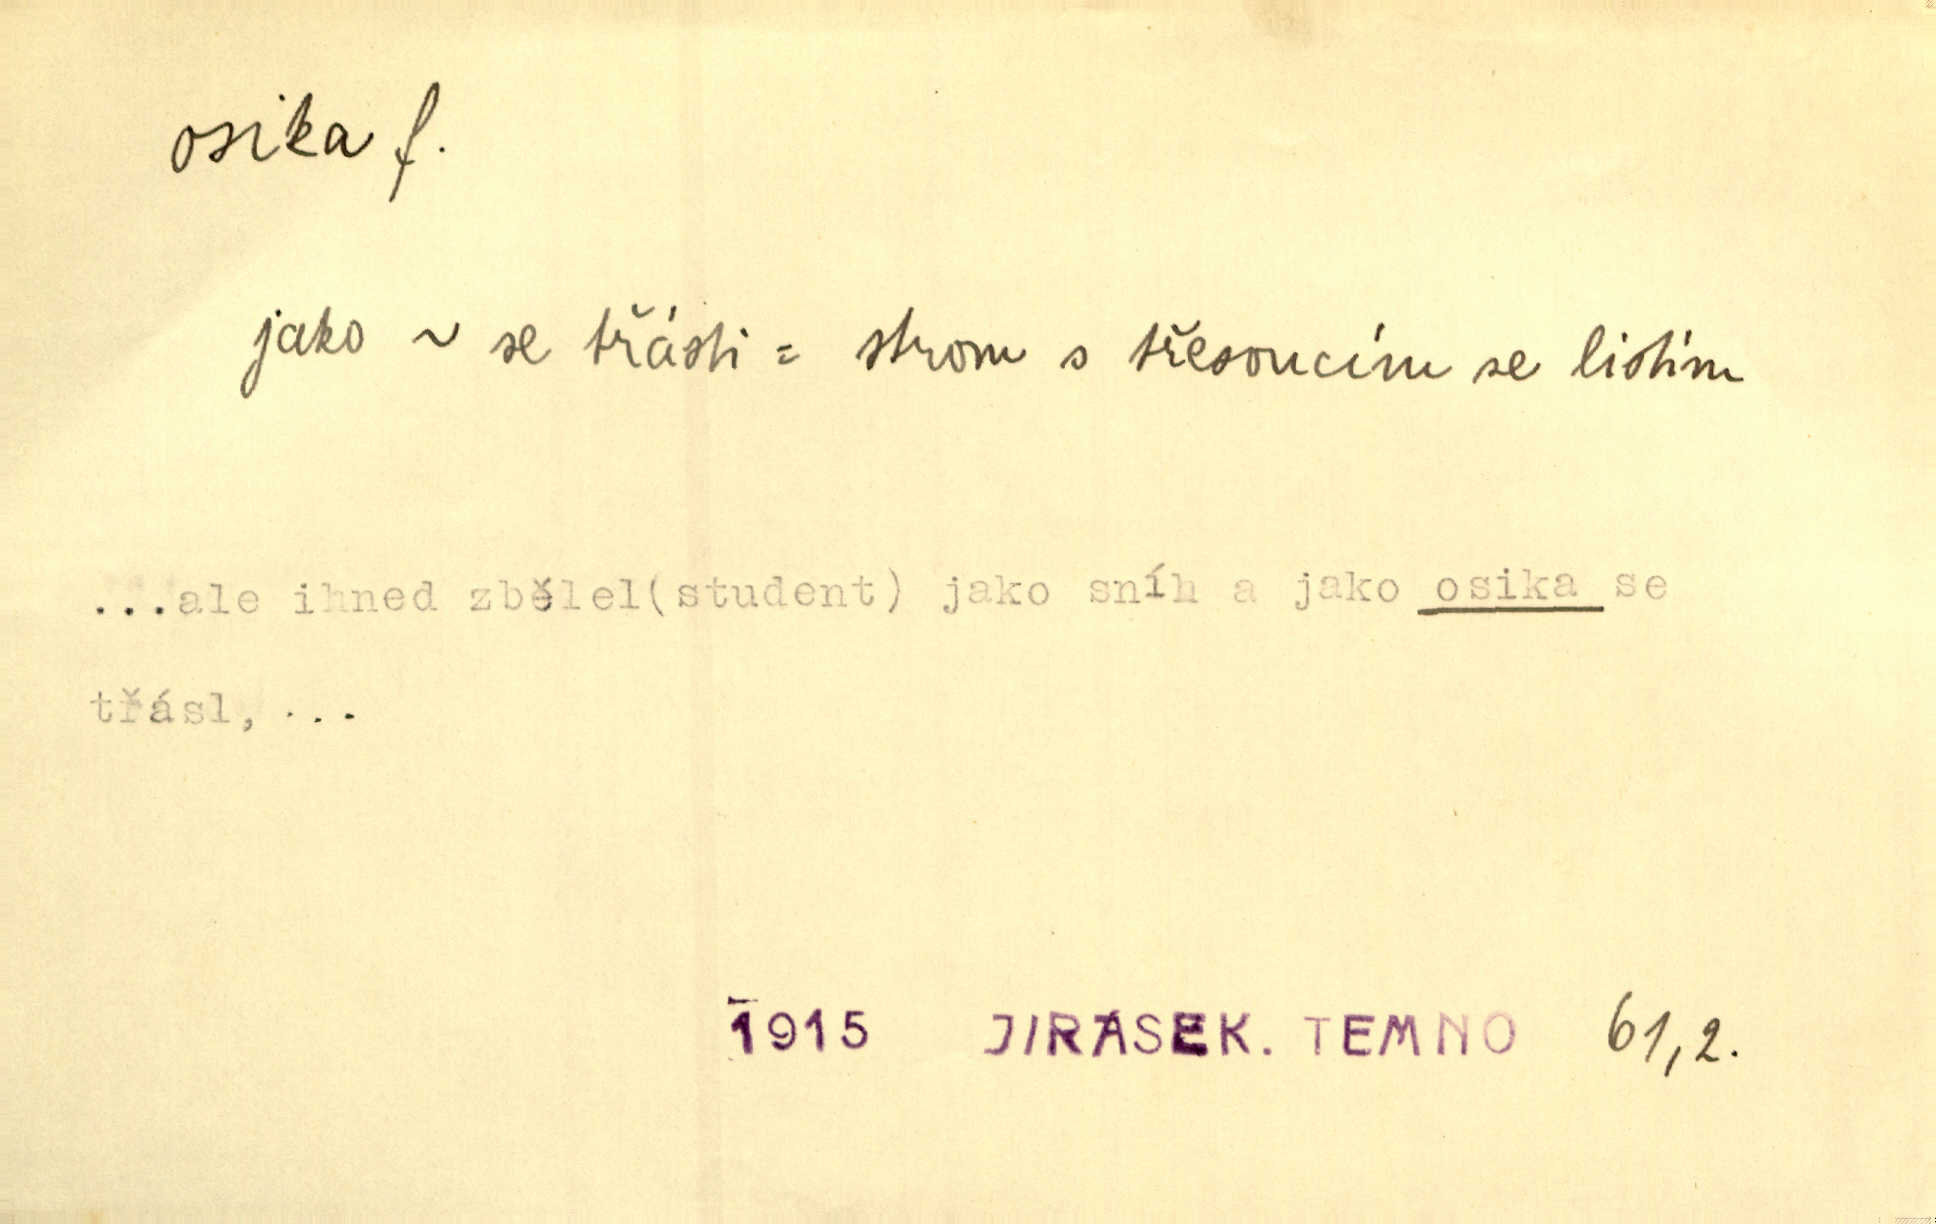 osika f.
jako ~ se třásti = strom s třesoucím se listím
...ale ihned zbělel(student) jako sníh a jako osika se
třásl, ...
1915 JIRÁSEK. TEMNO 61,2.